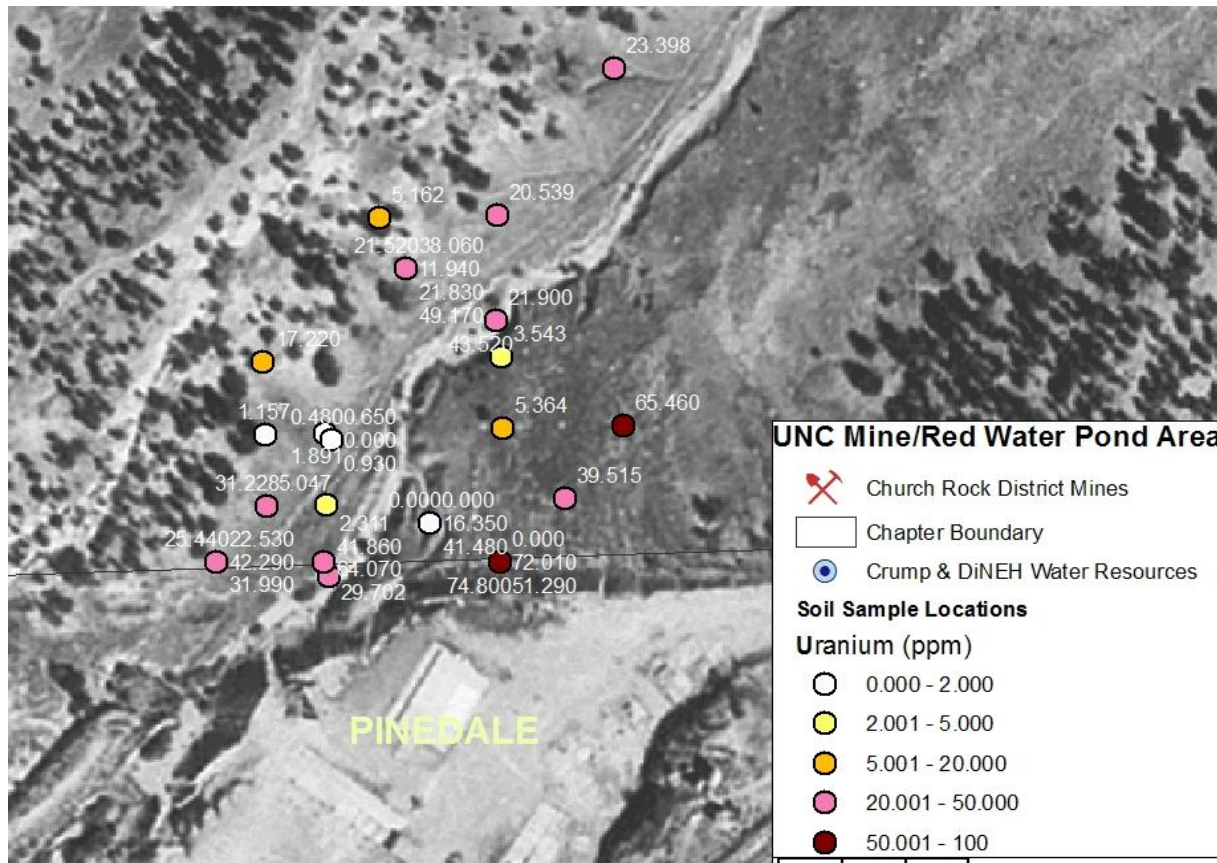 23.398
5.162
20.539
21.52038.060
11.940
21.830
21.900
49.170
3.543
43.520
17.220
5.364
65.460
1.157
0.4800.650
0.000
1.891
0.930
31.2285.047
39.515
0.0000.000
2.311
16.350
25.44022.530
41.860
41.480
0.000
42.290
64.070
72.010
31.990
29.702
74.80051.290
PINEDALE
UNC Mine/Red Water Pond Area
Church Rock District Mines
Chapter Boundary
Crump & DiNEH Water Resources
Soil Sample Locations
Uranium (ppm)
0.000 - 2.000
2.001 - 5.000
5.001 - 20.000
20.001 - 50.000
50.001 - 100